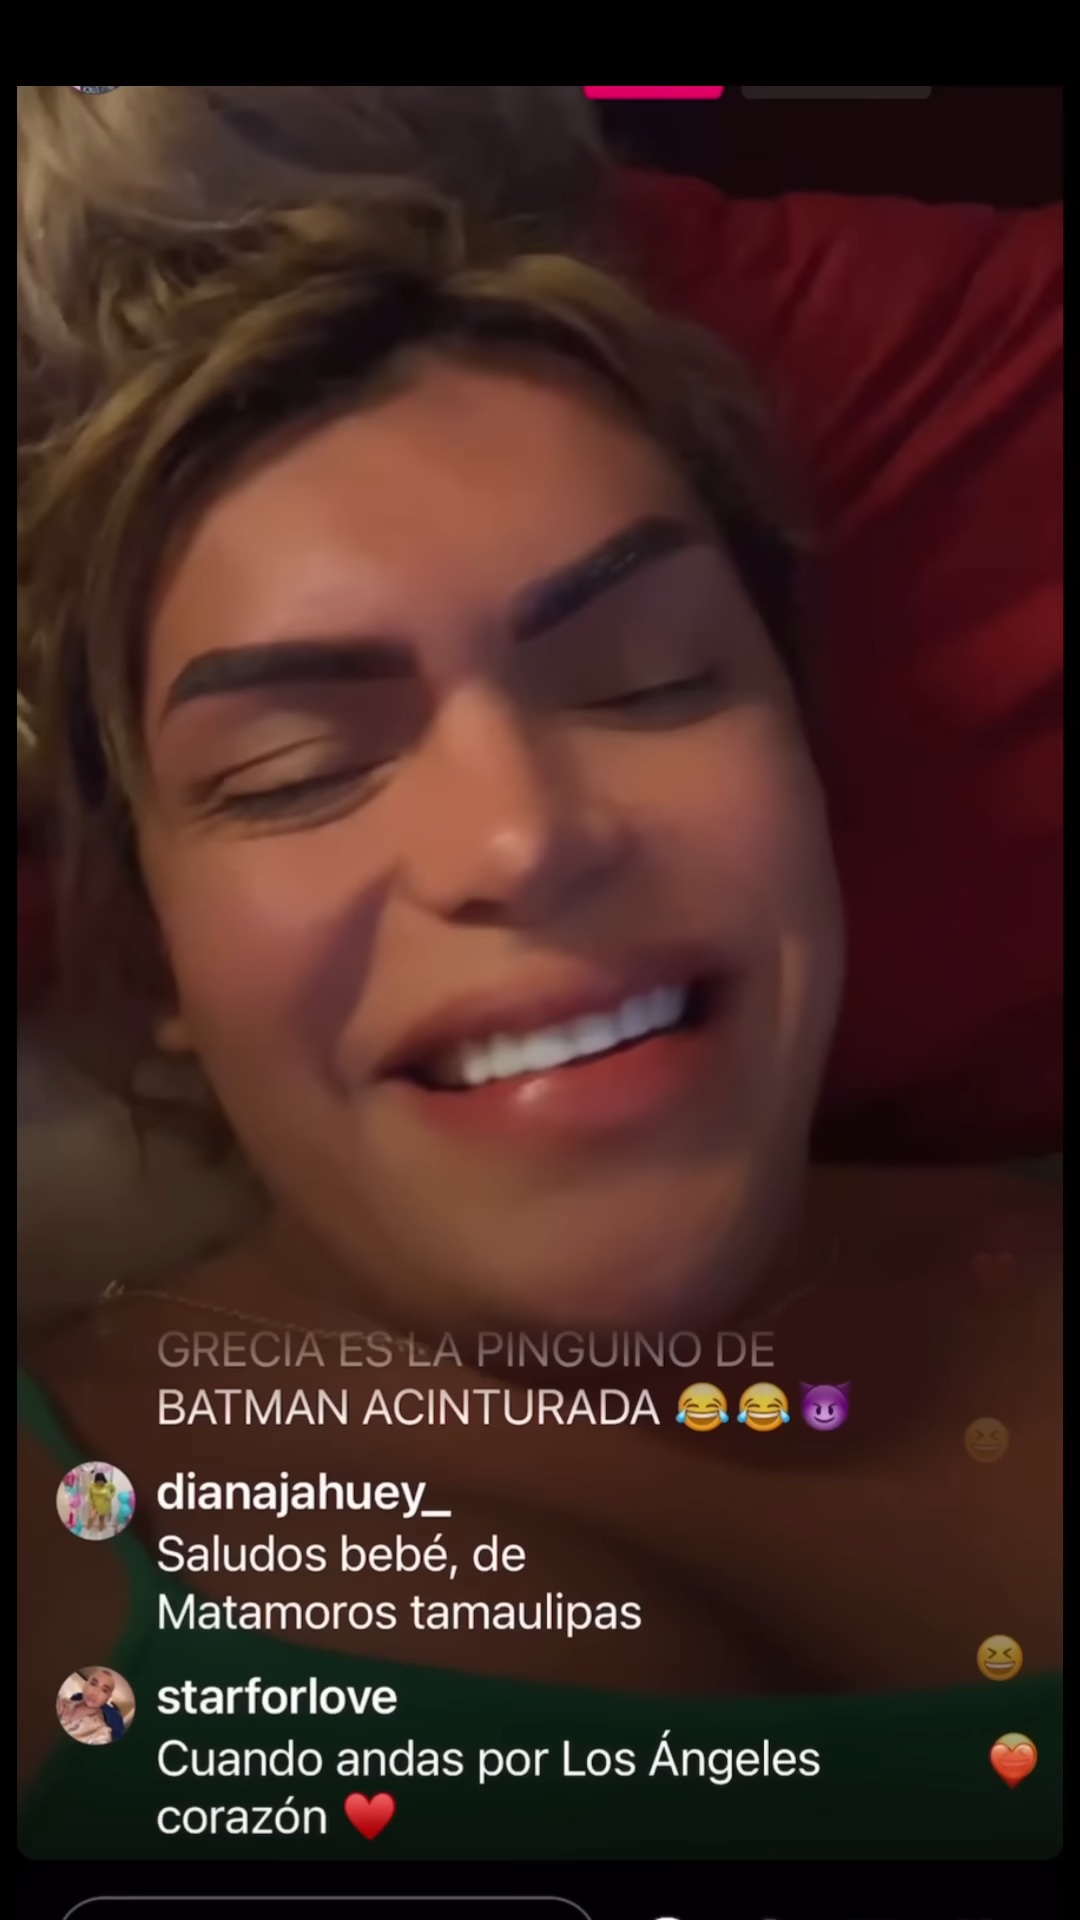 GRECIA ES LA PINGUINO DE
BATMAN ACINTURADA 😂😂😈
dianajahuey_
Saludos bebé, de
Matamoros tamaulipas
starforlove
Cuando andas por Los Ángeles
corazón ♥️